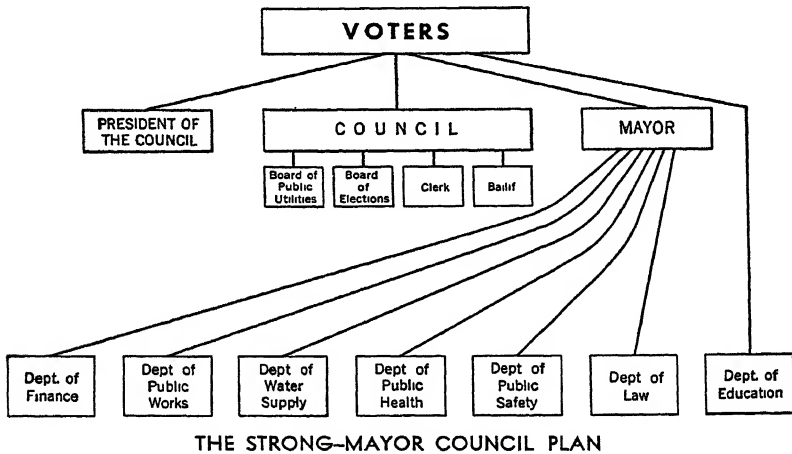 VOTERS
PRESIDENT OF
THE COUNCIL
COUNCIL
MAYOR
Board of
Public
Utilities
Board
of
Elections
Clerk
Bailif
Dept. of
Finance
Dept of
Public
Works
Dept of
Water
Supply
Dept of
Public
Health
Dept of
Public
Safety
Dept of
Law
Dept. of
Education
THE STRONG–MAYOR COUNCIL PLAN